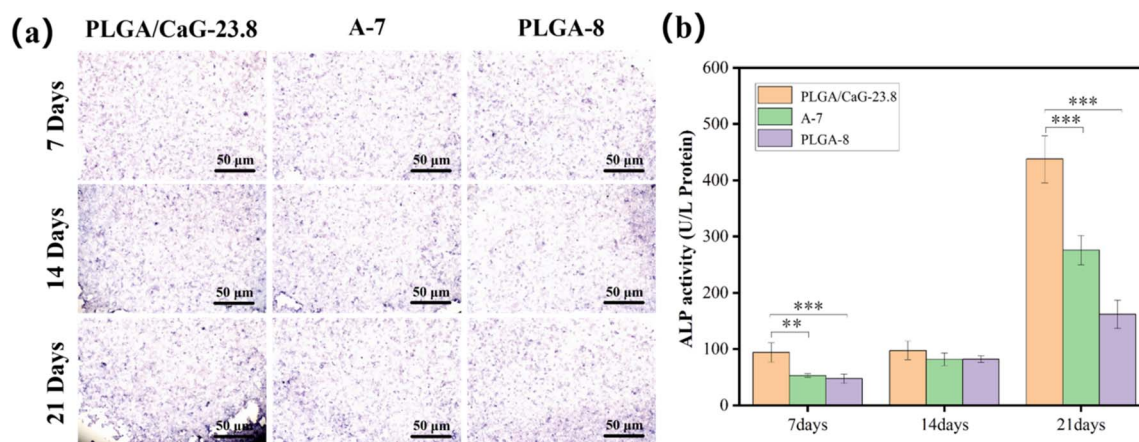 (a)
PLGA/CaG-23.8 A-7 PLGA-8
7 Days
50 μm 50 μm 50 μm
14 Days
50 μm 50 μm 50 μm
21 Days
50 μm 50 μm 50 μm
(b)
ALP activity (U/L Protein)
600
500
400
300
200
100
0
PLGA/CaG-23.8
A-7
PLGA-8
***
**
***
***
7days 14days 21days